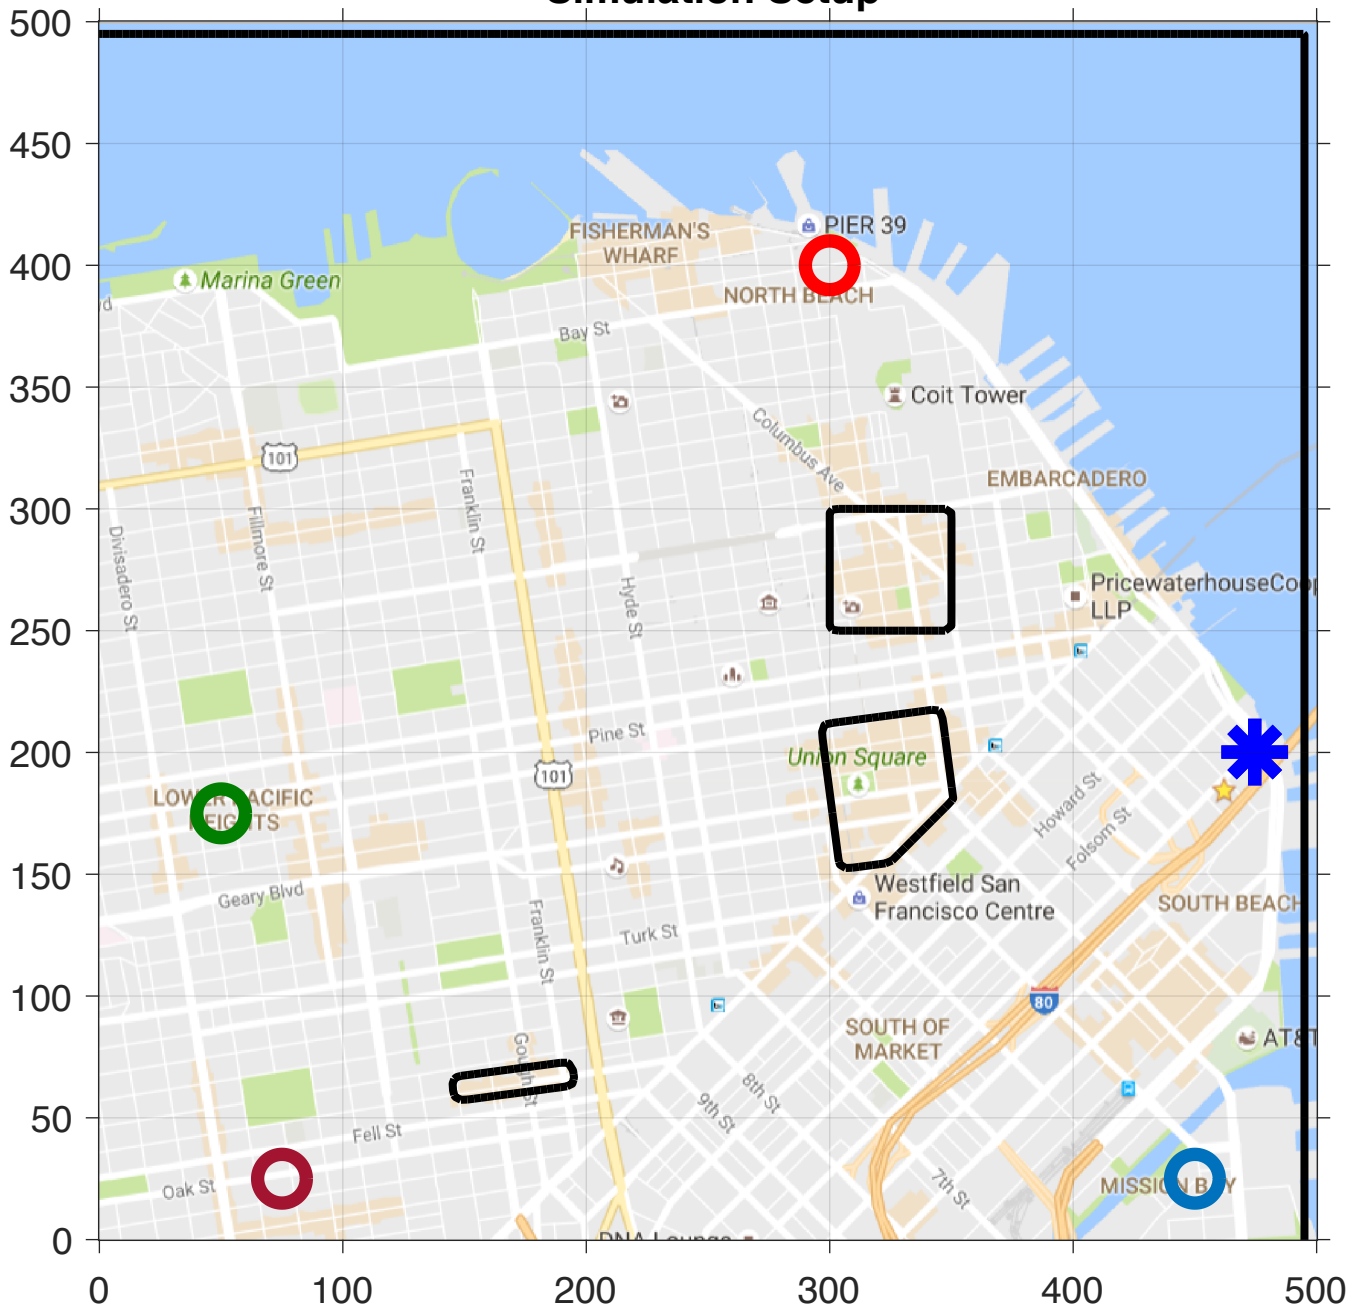 Simulation Setup
500
450
400
350
300
250
200
150
100
50
0
0
100
200
300
400
500
PIER 39
FISHERMAN'S
WHARF
Marina Green
NORTH BEACH
Bay St
Coit Tower
Columbus Ave
101
EMBARCADERO
Franklin St
Fillmore St
Divisadero St
Hyde St
PricewaterhouseCoop
LLP
Pine St
Union Square
101
LOWER PACIFIC
HEIGHTS
Howard St
Folsom St
Geary Blvd
Westfield San
Francisco Centre
SOUTH BEACH
Franklin St
Turk St
80
SOUTH OF
MARKET
AT&T
Gough St
8th St
9th St
Fell St
Oak St
7th St
MISSION BAY
DNA Lounge